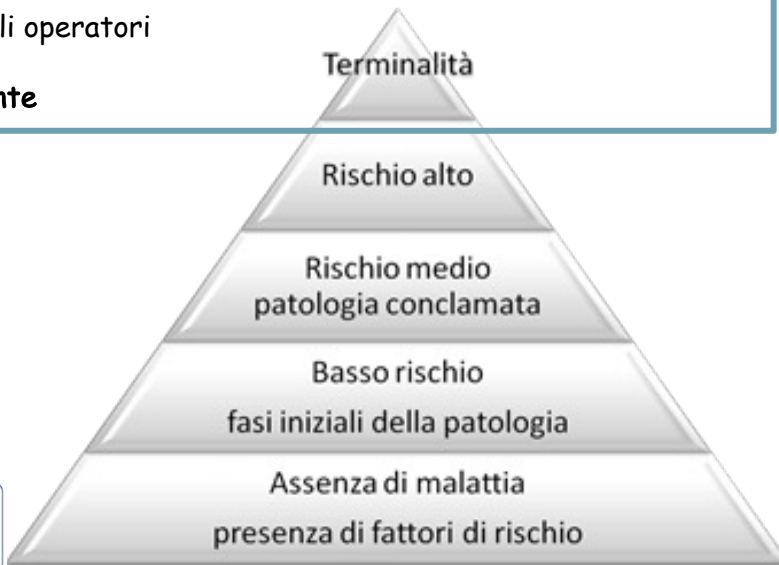 li operatori
Terminalità
nte
Rischio alto
Rischio medio
patologia conclamata
Basso rischio
fasi iniziali della patologia
Assenza di malattia
presenza di fattori di rischio